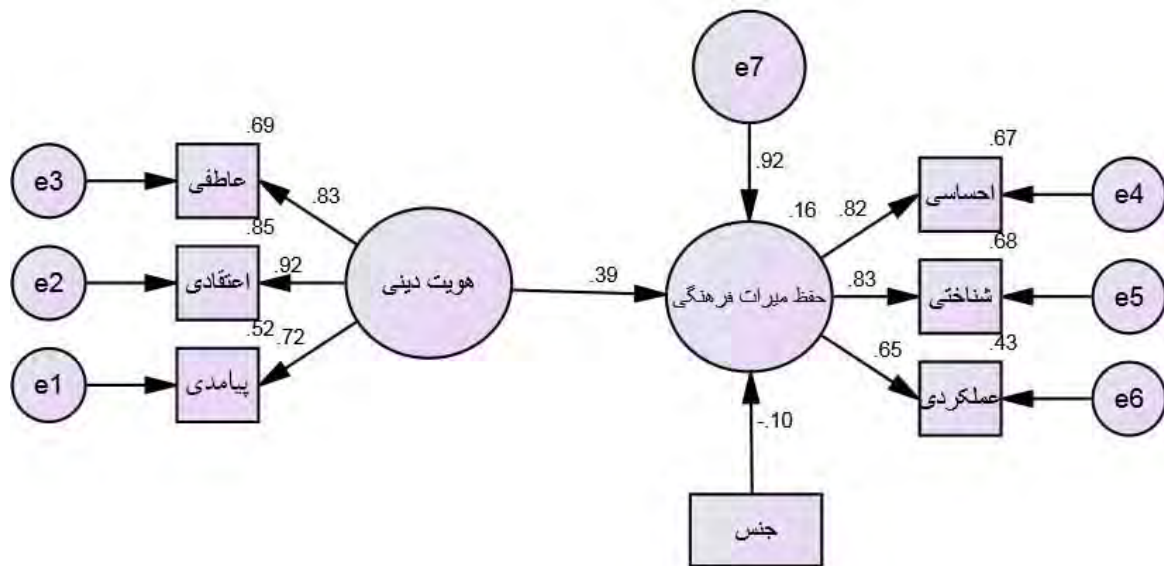 e7
.69
.67
e3
عاطفی
.83
.92
.16
.82
احساسی
e4
.85
.68
e2
اعتقادی
.92
هویت دینی
.39
حفظ میرات فرهنگی
.83
شناختی
e5
.52
.72
.65
.43
e1
پیامدی
عملکردی
e6
-.10
جنس